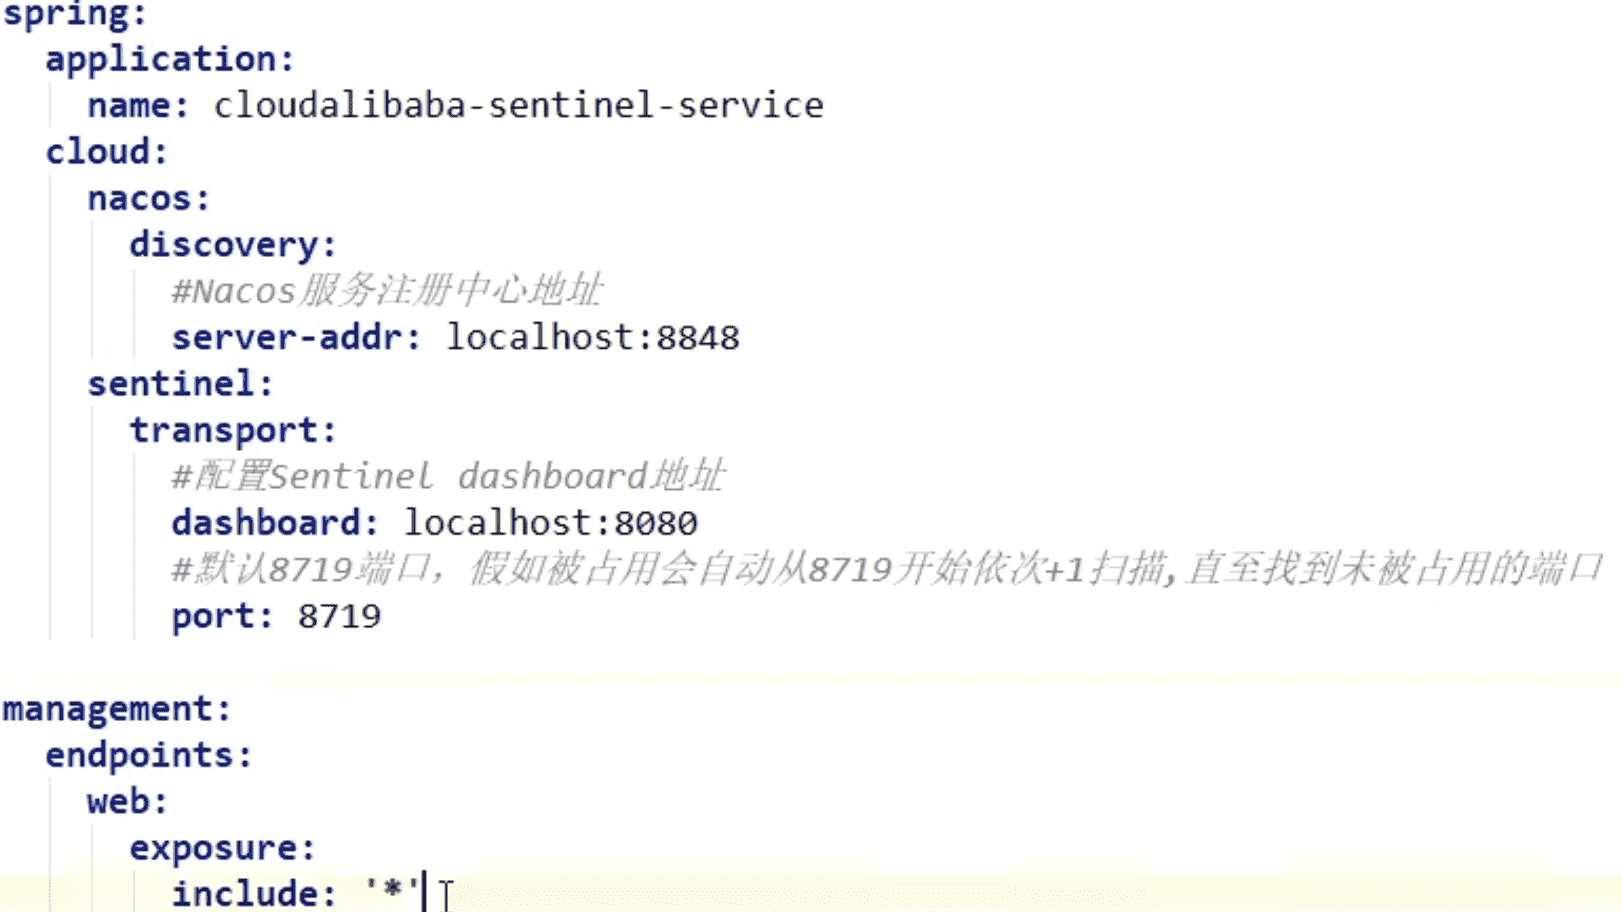 spring:
  application:
    name: cloudalibaba-sentinel-service
  cloud:
    nacos:
      discovery:
        #Nacos服务注册中心地址
        server-addr: localhost:8848
    sentinel:
      transport:
        #配置Sentinel dashboard地址
        dashboard: localhost:8080
        #默认8719端口，假如被占用会自动从8719开始依次+1扫描,直至找到未被占用的端口
        port: 8719
management:
  endpoints:
    web:
      exposure:
        include: '*'